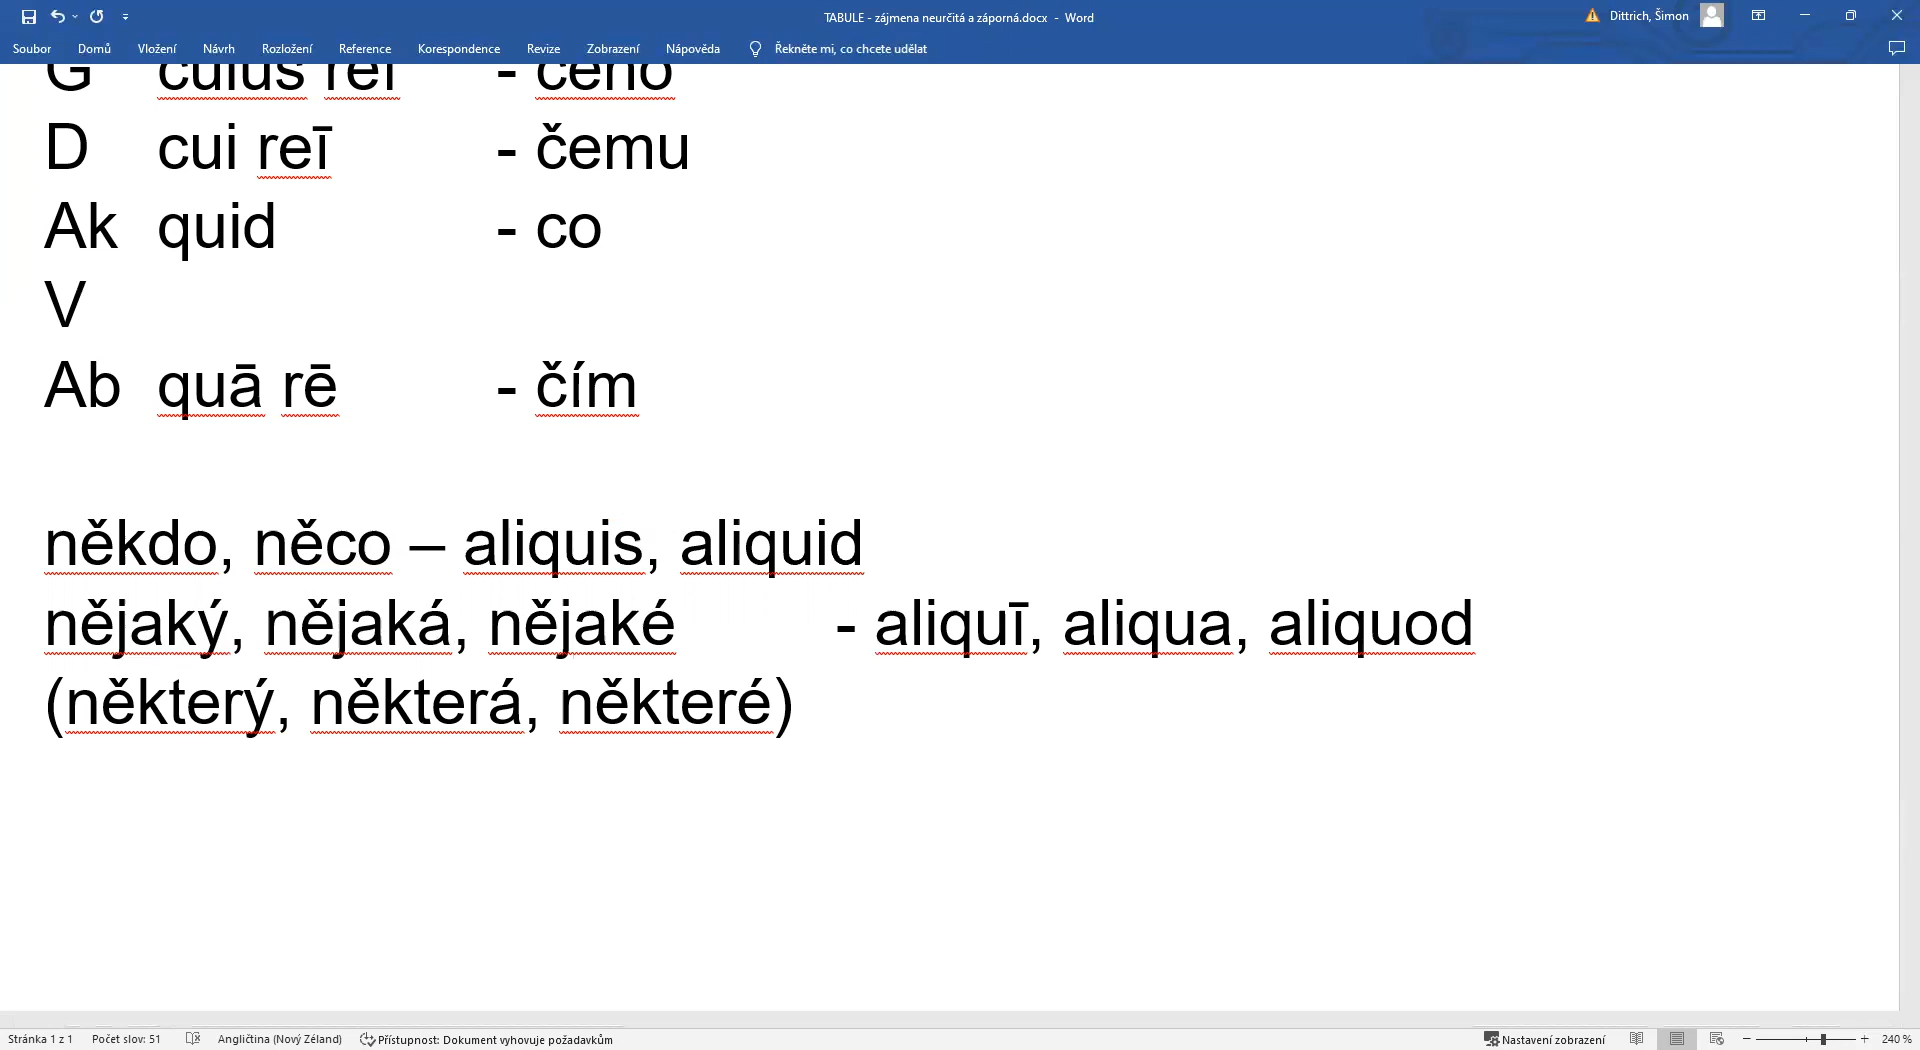 TABULE - zájmena neurčitá a záporná.docx - Word
Dittrich, Šimon
Soubor Domů Vložení Návrh Rozložení Reference Korespondence Revize Zobrazení Nápověda Řekněte mi, co chcete udělat
G cuius reī - čeho
D cui reī - čemu
Ak quid - co
V
Ab quā rē - čím
někdo, něco – aliquis, aliquid
nějaký, nějaká, nějaké - aliquī, aliqua, aliquod
(některý, některá, některé)
Stránka 1 z 1 Počet slov: 51 Angličtina (Nový Zéland) Přístupnost: Dokument vyhovuje požadavkům Nastavení zobrazení 240 %